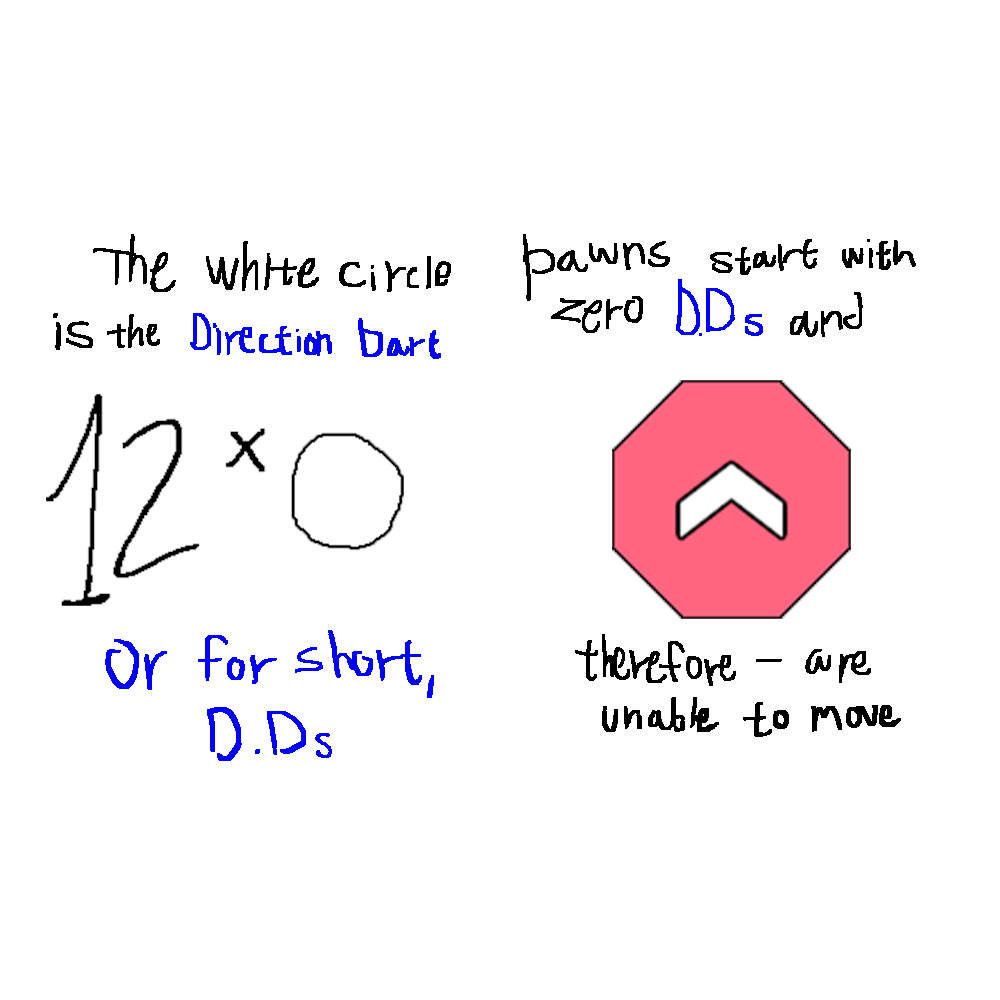 The white circle
is the Direction Dart
12 x
Or for short,
D.Ds
pawns start with
zero D.Ds and
therefore – are
unable to move